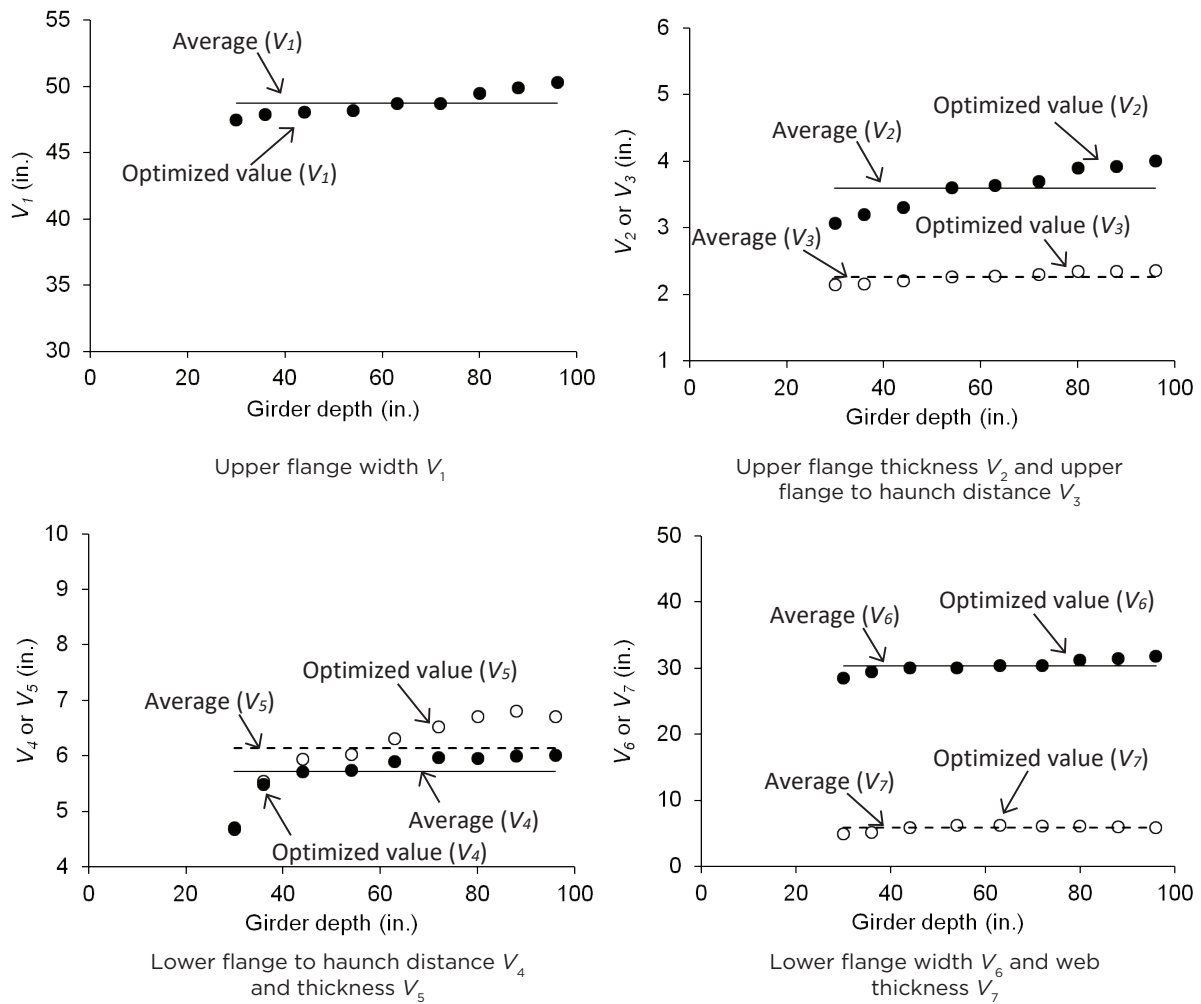 55
50
45
40
35
30
V1 (in.)
Average (V1)
Optimized value (V1)
0 20 40 60 80 100
Girder depth (in.)
Upper flange width V1
6
5
4
3
2
1
V2 or V3 (in.)
Optimized value (V2)
Average (V2)
Average (V3)
Optimized value (V3)
0 20 40 60 80 100
Girder depth (in.)
Upper flange thickness V2 and upper
flange to haunch distance V3
10
9
8
7
6
5
4
V4 or V5 (in.)
Optimized value (V5)
Average (V5)
Average (V4)
Optimized value (V4)
0 20 40 60 80 100
Girder depth (in.)
Lower flange to haunch distance V4
and thickness V5
50
40
30
20
10
0
V6 or V7 (in.)
Average (V6)
Optimized value (V6)
Average (V7)
Optimized value (V7)
0 20 40 60 80 100
Girder depth (in.)
Lower flange width V6 and web
thickness V7